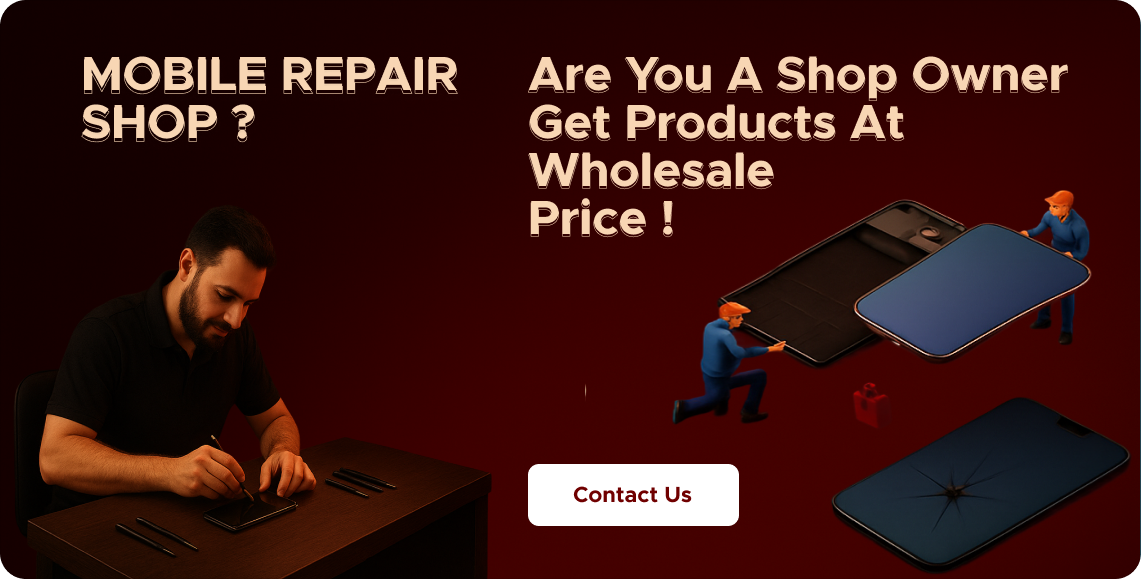 MOBILE REPAIR
SHOP ?
Are You A Shop Owner
Get Products At
Wholesale
Price !
Contact Us